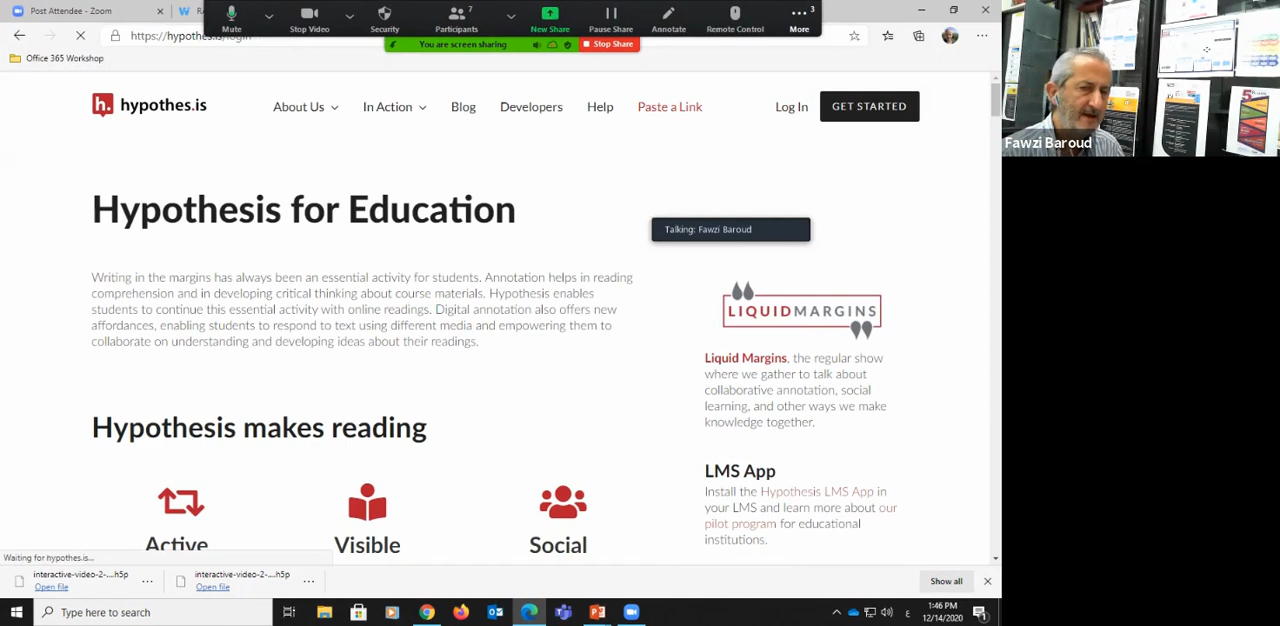 Post Attendee - Zoom
Mute
Stop Video
Security
Participants
7
New Share
Pause Share
Annotate
Remote Control
More
3
You are screen sharing
Stop Share
https://hypothes.is/login
Office 365 Workshop
h. hypothes.is
About Us
In Action
Blog
Developers
Help
Paste a Link
Log In
GET STARTED
Fawzi Baroud
Hypothesis for Education
Talking: Fawzi Baroud
Writing in the margins has always been an essential activity for students. Annotation helps in reading
comprehension and in developing critical thinking about course materials. Hypothesis enables
students to continue this essential activity with online readings. Digital annotation also offers new
affordances, enabling students to respond to text using different media and empowering them to
collaborate on understanding and developing ideas about their readings.
LIQUIDMARGINS
Liquid Margins, the regular show
where we gather to talk about
collaborative annotation, social
learning, and other ways we make
knowledge together.
Hypothesis makes reading
LMS App
Install the Hypothesis LMS App in
your LMS and learn more about our
pilot program for educational
institutions.
Active
Visible
Social
Waiting for hypothes.is...
interactive-video-2-....h5p
Open file
interactive-video-2-....h5p
Open file
Show all
Type here to search
ع
1:46 PM
12/14/2020